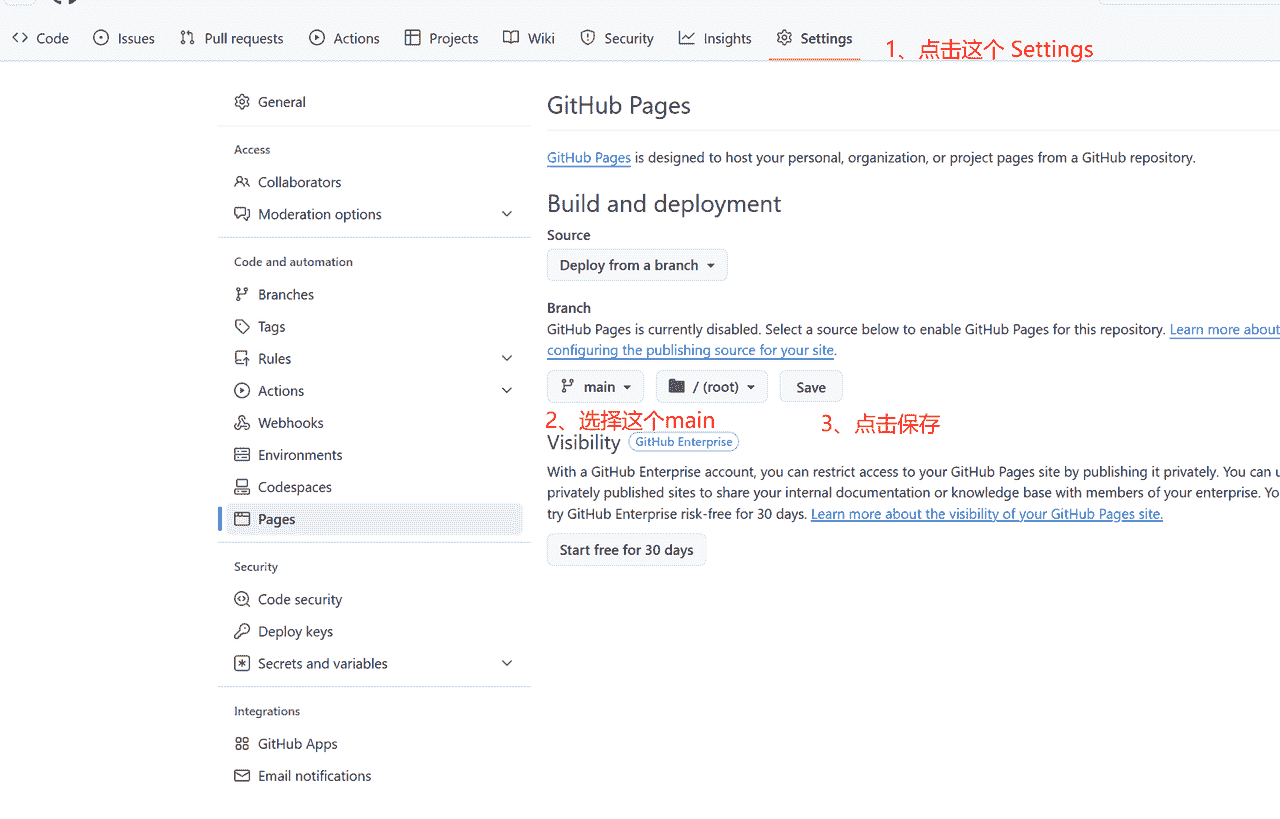 Code Issues Pull requests Actions Projects Wiki Security Insights Settings
1、点击这个 Settings
General
Access
Collaborators
Moderation options
Code and automation
Branches
Tags
Rules
Actions
Webhooks
Environments
Codespaces
Pages
Security
Code security
Deploy keys
Secrets and variables
Integrations
GitHub Apps
Email notifications
GitHub Pages
GitHub Pages is designed to host your personal, organization, or project pages from a GitHub repository.
Build and deployment
Source
Deploy from a branch
Branch
GitHub Pages is currently disabled. Select a source below to enable GitHub Pages for this repository. Learn more about
configuring the publishing source for your site.
main / (root) Save
2、选择这个main
3、点击保存
Visibility GitHub Enterprise
With a GitHub Enterprise account, you can restrict access to your GitHub Pages site by publishing it privately. You can u
privately published sites to share your internal documentation or knowledge base with members of your enterprise. Yo
try GitHub Enterprise risk-free for 30 days. Learn more about the visibility of your GitHub Pages site.
Start free for 30 days